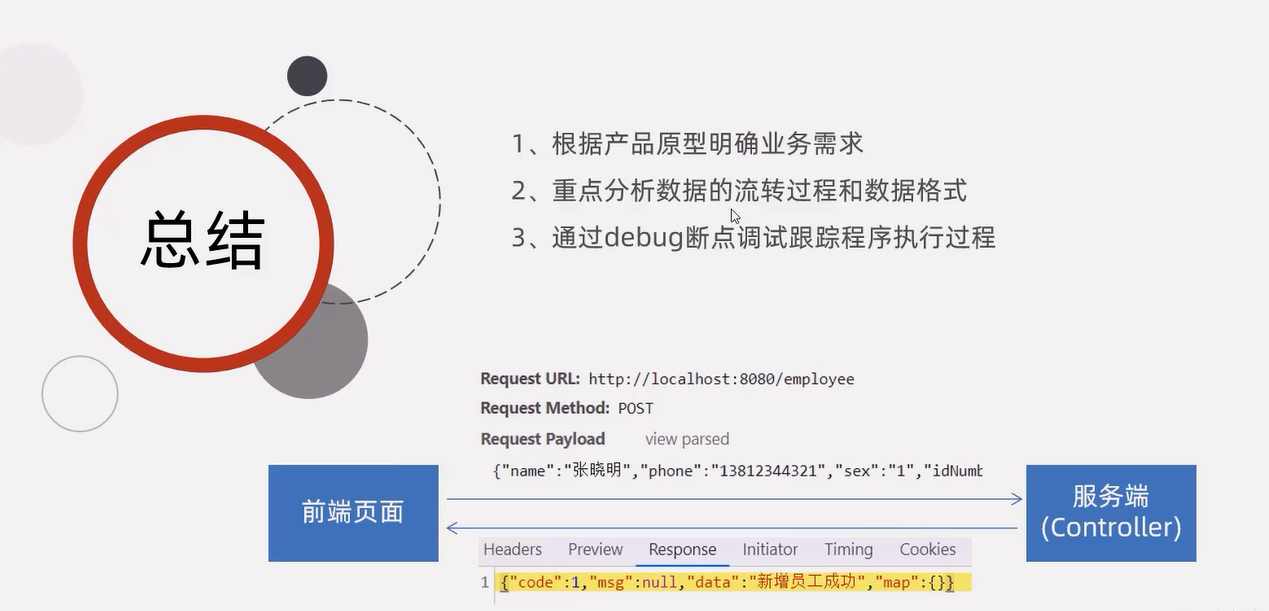 总结
1、根据产品原型明确业务需求
2、重点分析数据的流转过程和数据格式
3、通过debug断点调试跟踪程序执行过程
Request URL: http://localhost:8080/employee
Request Method: POST
Request Payload view parsed
{"name":"张晓明","phone":"13812344321","sex":"1","idNumb
前端页面
服务端
(Controller)
Headers Preview Response Initiator Timing Cookies
1 {"code":1,"msg":null,"data":"新增员工成功","map":{}}